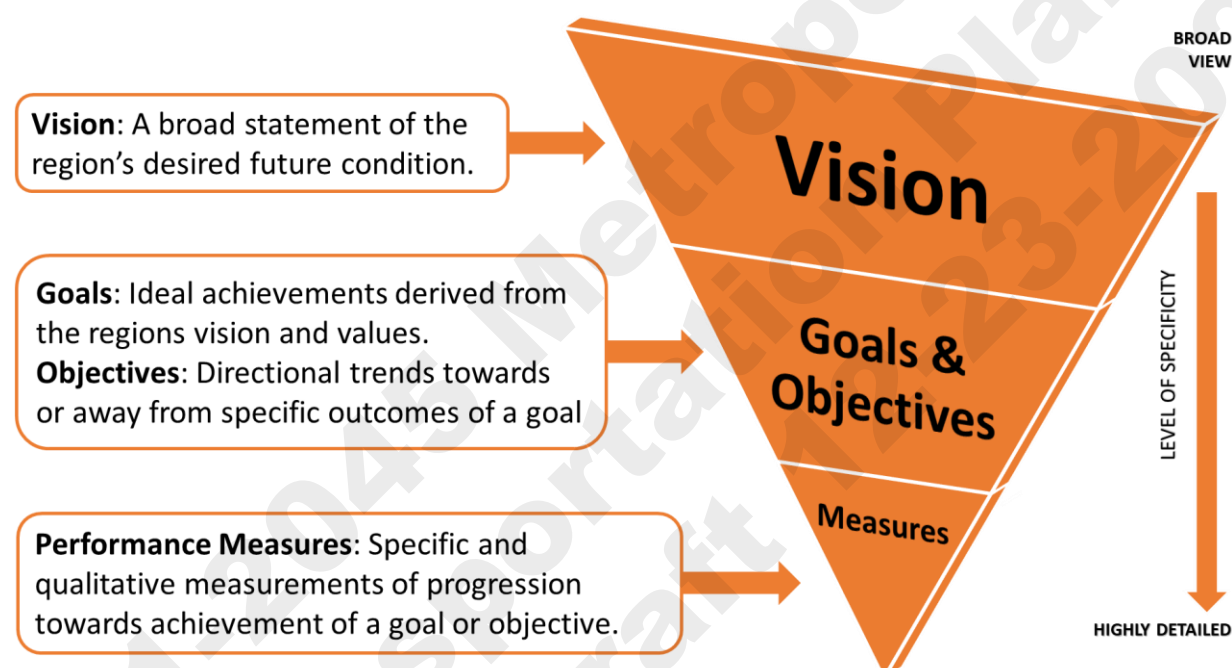 BROAD
VIEW
Vision: A broad statement of the
region’s desired future condition.
Vision
Goals: Ideal achievements derived from
the regions vision and values.
Objectives: Directional trends towards
or away from specific outcomes of a goal
Goals &
Objectives
LEVEL OF SPECIFICITY
Performance Measures: Specific and
qualitative measurements of progression
towards achievement of a goal or objective.
Measures
HIGHLY DETAILED